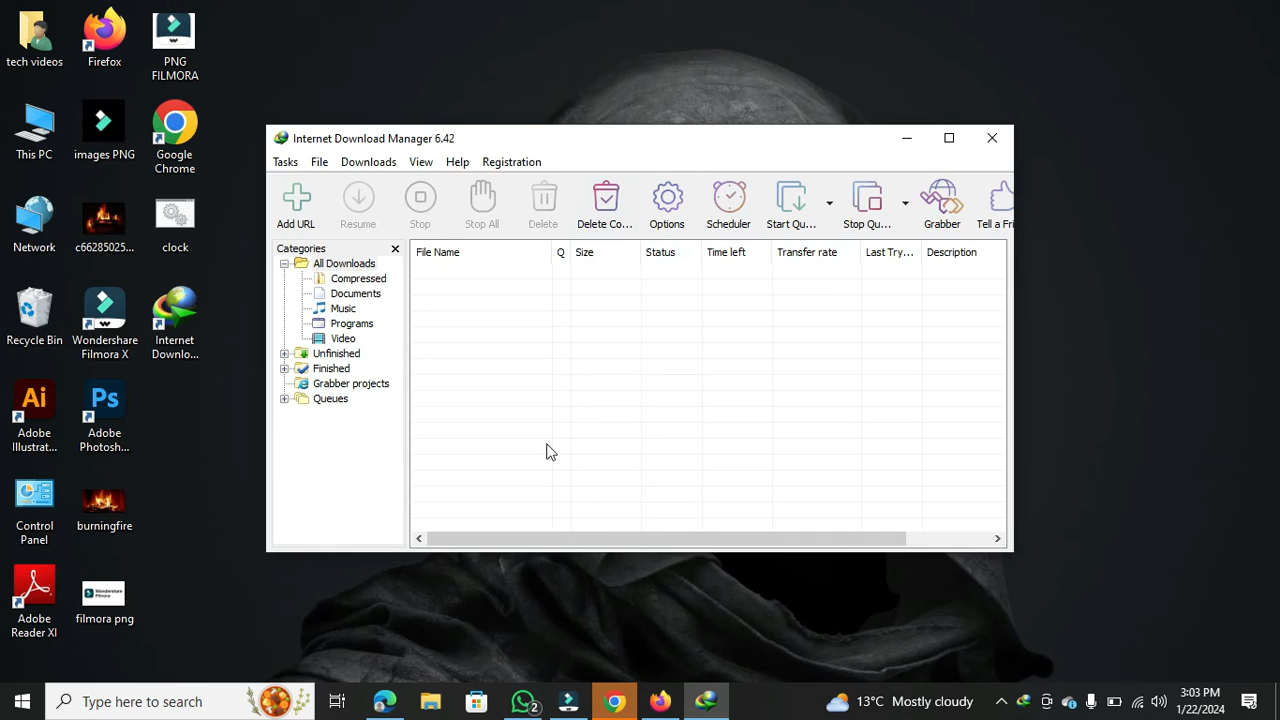 tech videos
Firefox
PNG
FILMORA
This PC
images PNG
Google
Chrome
Network
c66285025...
clock
Recycle Bin
Wondershare
Filmora X
Internet
Downlo...
Adobe
Illustrat...
Adobe
Photosh...
Control
Panel
burningfire
Adobe
Reader XI
filmora png
Internet Download Manager 6.42
Tasks File Downloads View Help Registration
Add URL Resume Stop Stop All Delete Delete Co... Options Scheduler Start Qu... Stop Qu... Grabber Tell a Fri
Categories
All Downloads
Compressed
Documents
Music
Programs
Video
Unfinished
Finished
Grabber projects
Queues
File Name Q Size Status Time left Transfer rate Last Try... Description
Type here to search
2
13°C Mostly cloudy
3:03 PM
1/22/2024